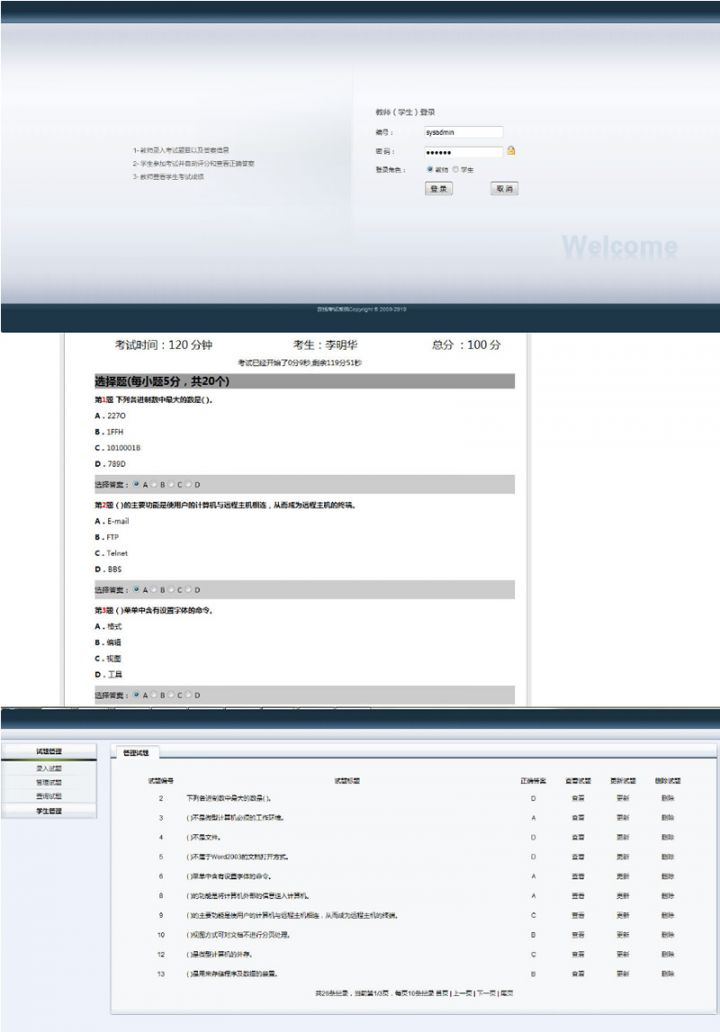 教师（学生）登录
编号： sysadmin
1- 教师录入考试题目以及答案信息
密 码： ••••••
2- 学生参加考试并自动评分和查看正确答案
登录角色： 教师 学生
3- 教师查看学生考试成绩
登 录 取 消
Welcome
在线考试系统Copyright © 2009-2010
考试时间：120 分钟 考生：李明华 总分 ：100 分
考试已经开始了0分9秒,剩余119分51秒
选择题(每小题5分，共20个)
第1题 下列各进制数中最大的数是( )。
A．227O
B．1FFH
C．1010001B
D．789D
选择答案： A B C D
第2题 ( )的主要功能是使用户的计算机与远程主机相连，从而成为远程主机的终端。
A．E-mail
B．FTP
C．Telnet
D．BBS
选择答案： A B C D
第3题 ( )菜单中含有设置字体的命令。
A．格式
B．编辑
C．视图
D．工具
选择答案： A B C D
试题管理
录入试题
管理试题
查询试题
学生管理
管理试题
试题编号 试题标题 正确答案 查看试题 更新试题 删除试题
2 下列各进制数中最大的数是( )。 D 查看 更新 删除
3 ( )不是微型计算机必须的工作环境。 A 查看 更新 删除
4 ( )不是文件。 D 查看 更新 删除
5 ( )不属于Word2003的文档打开方式。 D 查看 更新 删除
6 ( )菜单中含有设置字体的命令。 A 查看 更新 删除
8 ( )的功能是将计算机外部的信息送入计算机。 A 查看 更新 删除
9 ( )的主要功能是使用户的计算机与远程主机相连，从而成为远程主机的终端。 C 查看 更新 删除
10 ( )视图方式可对文档不进行分页处理。 B 查看 更新 删除
12 ( )是微型计算机的外存。 C 查看 更新 删除
13 ( )是用来存储程序及数据的装置。 B 查看 更新 删除
共26条纪录，当前第1/3页，每页10条纪录 首页 | 上一页 | 下一页 | 尾页